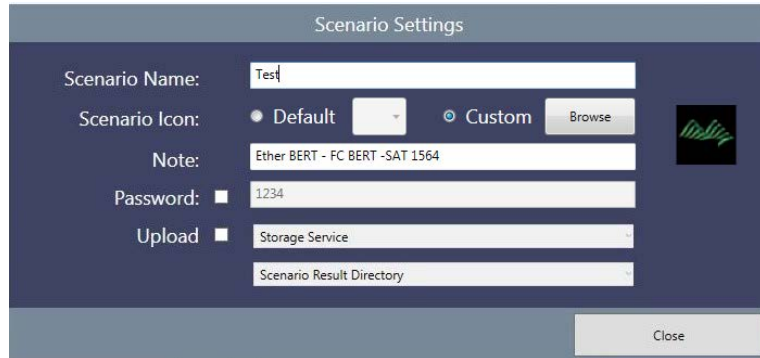 Scenario Settings
Scenario Name: Test
Scenario Icon: Default Custom Browse
Note: Ether BERT - FC BERT -SAT 1564
Password: 1234
Upload Storage Service
Scenario Result Directory
Close